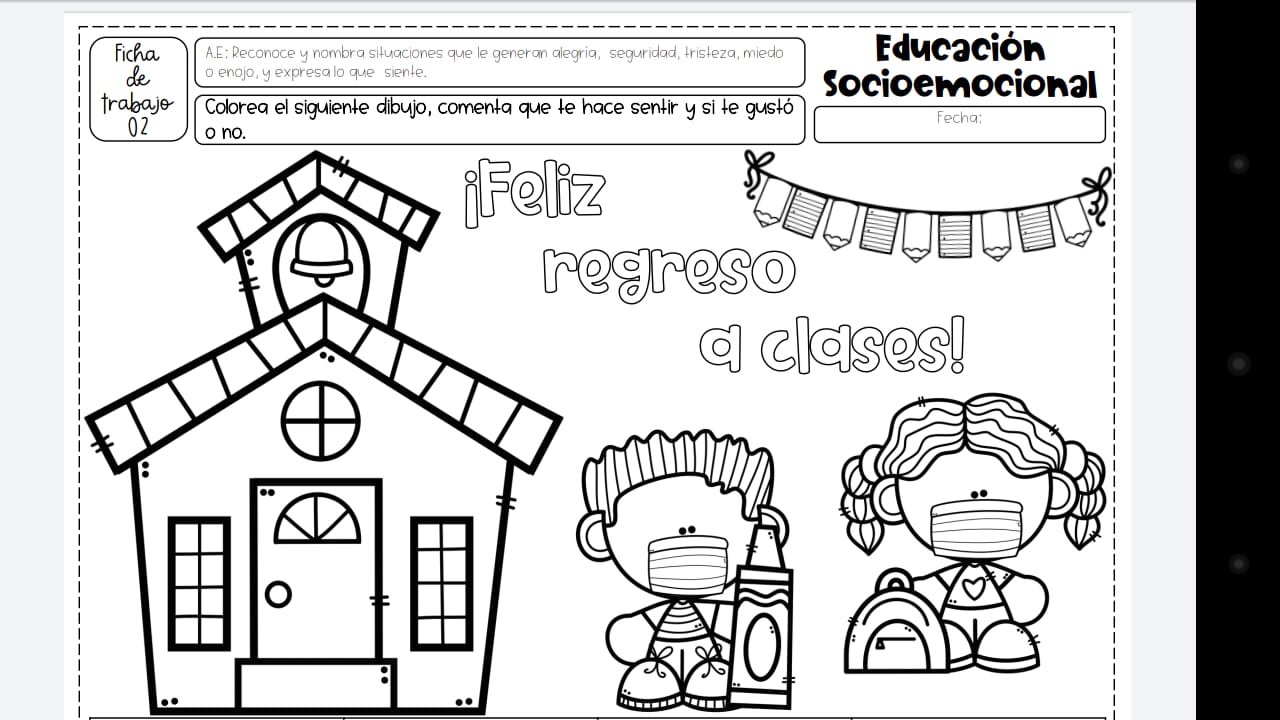 Ficha
de
trabajo
02
A.E: Reconoce y nombra situaciones que le generan alegría, seguridad, tristeza, miedo
o enojo, y expresa lo que siente.
Colorea el siguiente dibujo, comenta que te hace sentir y si te gustó
o no.
Educación
Socioemocional
Fecha:
¡Feliz
regreso
a clases!